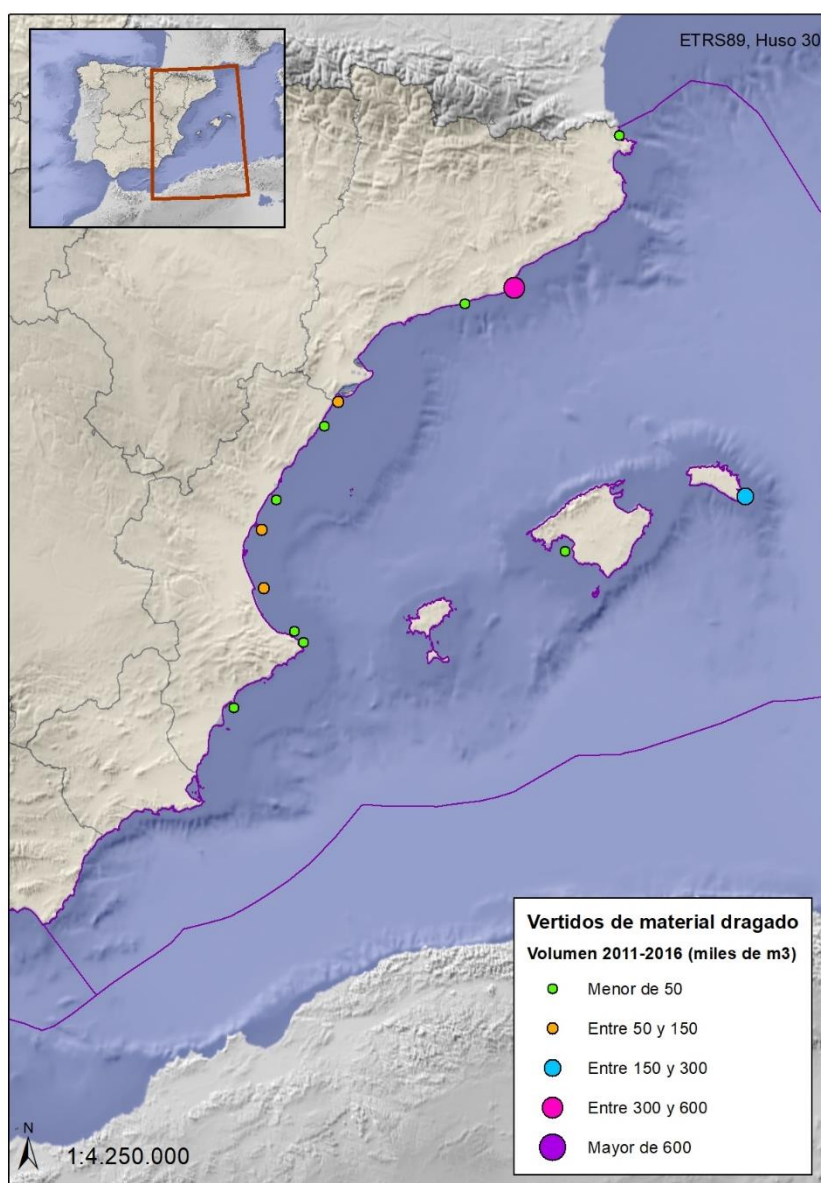 ETRS89, Huso 30
Vertidos de material dragado
Volumen 2011-2016 (miles de m3)
Menor de 50
Entre 50 y 150
Entre 150 y 300
Entre 300 y 600
Mayor de 600
N
1:4.250.000